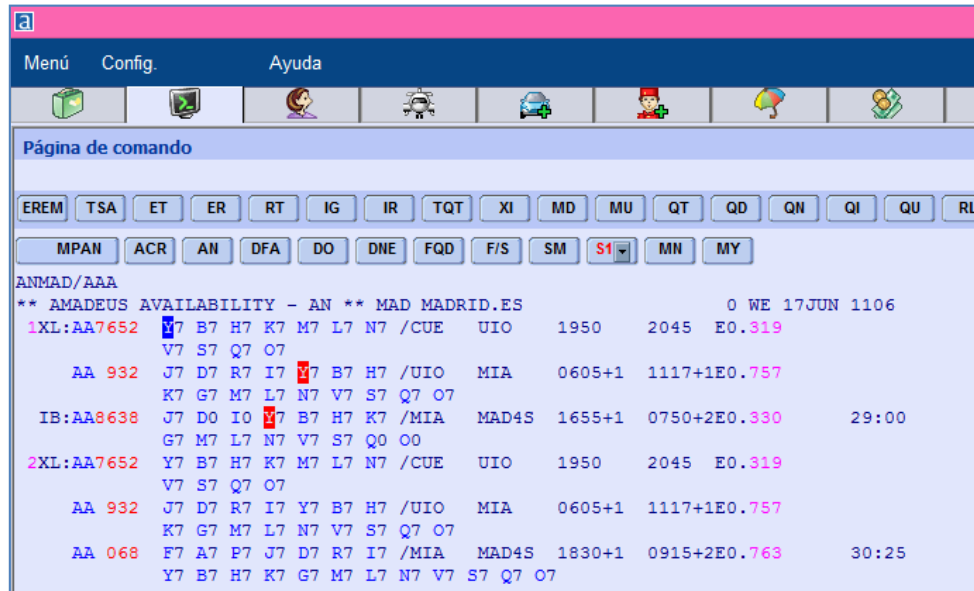 a
Menú Config. Ayuda
Página de comando
EREM TSA ET ER RT IG IR TQT XI MD MU QT QD QN QI QU RL
MPAN ACR AN DFA DO DNE FQD F/S SM S1 MN MY
ANMAD/AAA
** AMADEUS AVAILABILITY - AN ** MAD MADRID.ES 0 WE 17JUN 1106
1XL:AA7652 Y7 B7 H7 K7 M7 L7 N7 /CUE UIO 1950 2045 E0.319
V7 S7 Q7 O7
AA 932 J7 D7 R7 I7 Y7 B7 H7 /UIO MIA 0605+1 1117+1E0.757
K7 G7 M7 L7 N7 V7 S7 Q7 O7
IB:AA8638 J7 D0 I0 Y7 B7 H7 K7 /MIA MAD4S 1655+1 0750+2E0.330 29:00
G7 M7 L7 N7 V7 S7 Q0 O0
2XL:AA7652 Y7 B7 H7 K7 M7 L7 N7 /CUE UIO 1950 2045 E0.319
V7 S7 Q7 O7
AA 932 J7 D7 R7 I7 Y7 B7 H7 /UIO MIA 0605+1 1117+1E0.757
K7 G7 M7 L7 N7 V7 S7 Q7 O7
AA 068 F7 A7 P7 J7 D7 R7 I7 /MIA MAD4S 1830+1 0915+2E0.763 30:25
Y7 B7 H7 K7 G7 M7 L7 N7 V7 S7 Q7 O7